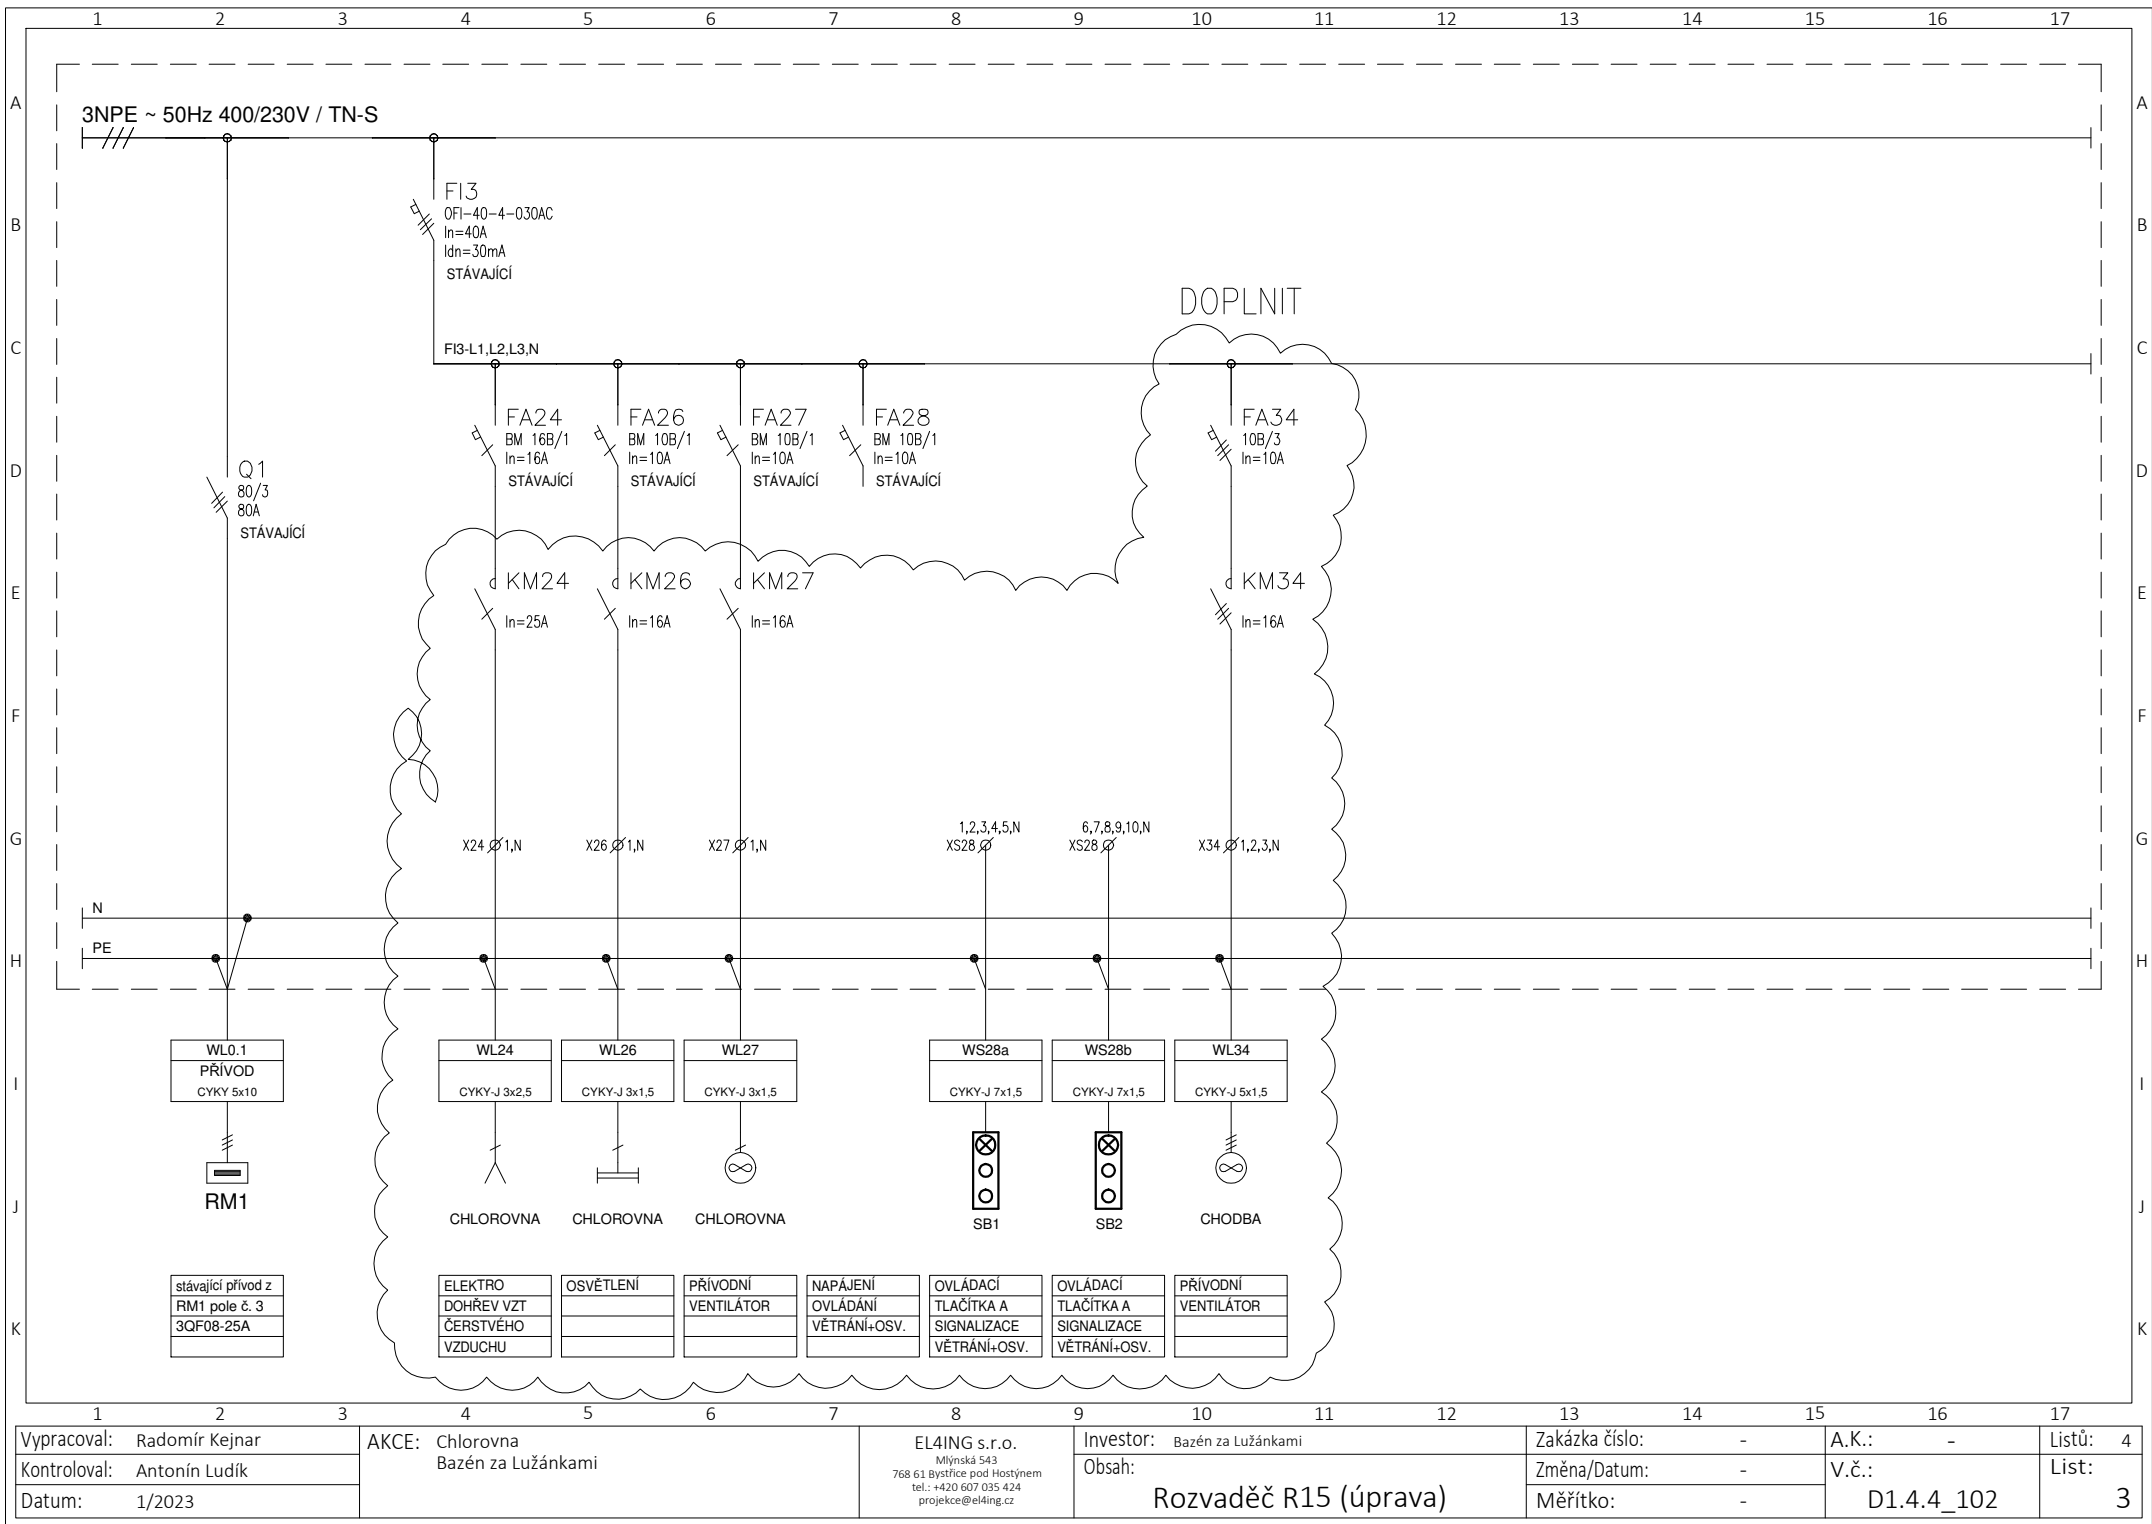 1 2 3 4 5 6 7 8 9 10 11 12 13 14 15 16 17
A A
3NPE ~ 50Hz 400/230V / TN-S
FI3
OFI-40-4-030AC
In=40A
Idn=30mA
STÁVAJÍCÍ
B B
DOPLNIT
C C
FI3-L1,L2,L3,N
FA24
BM 16B/1
In=16A
STÁVAJÍCÍ
FA26
BM 10B/1
In=10A
STÁVAJÍCÍ
FA27
BM 10B/1
In=10A
STÁVAJÍCÍ
FA28
BM 10B/1
In=10A
STÁVAJÍCÍ
FA34
10B/3
In=10A
D D
Q1
80/3
80A
STÁVAJÍCÍ
E E
KM24
In=25A
KM26
In=16A
KM27
In=16A
KM34
In=16A
F F
G G
X24 1,N
X26 1,N
X27 1,N
1,2,3,4,5,N
XS28
6,7,8,9,10,N
XS28
X34 1,2,3,N
N
PE
H H
WL0.1
PŘÍVOD
CYKY 5x10
WL24
CYKY-J 3x2,5
WL26
CYKY-J 3x1,5
WL27
CYKY-J 3x1,5
WS28a
CYKY-J 7x1,5
WS28b
CYKY-J 7x1,5
WL34
CYKY-J 5x1,5
I I
J J
RM1
CHLOROVNA
CHLOROVNA
CHLOROVNA
SB1
SB2
CHODBA
K K
stávající přívod z
RM1 pole č. 3
3QF08-25A
ELEKTRO
DOHŘEV VZT
ČERSTVÉHO
VZDUCHU
OSVĚTLENÍ
PŘÍVODNÍ
VENTILÁTOR
NAPÁJENÍ
OVLÁDÁNÍ
VĚTRÁNÍ+OSV.
OVLÁDACÍ
TLAČÍTKA A
SIGNALIZACE
VĚTRÁNÍ+OSV.
OVLÁDACÍ
TLAČÍTKA A
SIGNALIZACE
VĚTRÁNÍ+OSV.
PŘÍVODNÍ
VENTILÁTOR
1 2 3 4 5 6 7 8 9 10 11 12 13 14 15 16 17
Vypracoval: Radomír Kejnar
Kontroloval: Antonín Ludík
Datum: 1/2023
AKCE: Chlorovna
Bazén za Lužánkami
EL4ING s.r.o.
Mlýnská 543
768 61 Bystřice pod Hostýnem
tel.: +420 607 035 424
projekce@el4ing.cz
Investor: Bazén za Lužánkami
Obsah:
Rozvaděč R15 (úprava)
Zakázka číslo: -
Změna/Datum: -
Měřítko: -
A.K.: -
V.č.:
D1.4.4_102
Listů: 4
List:
3